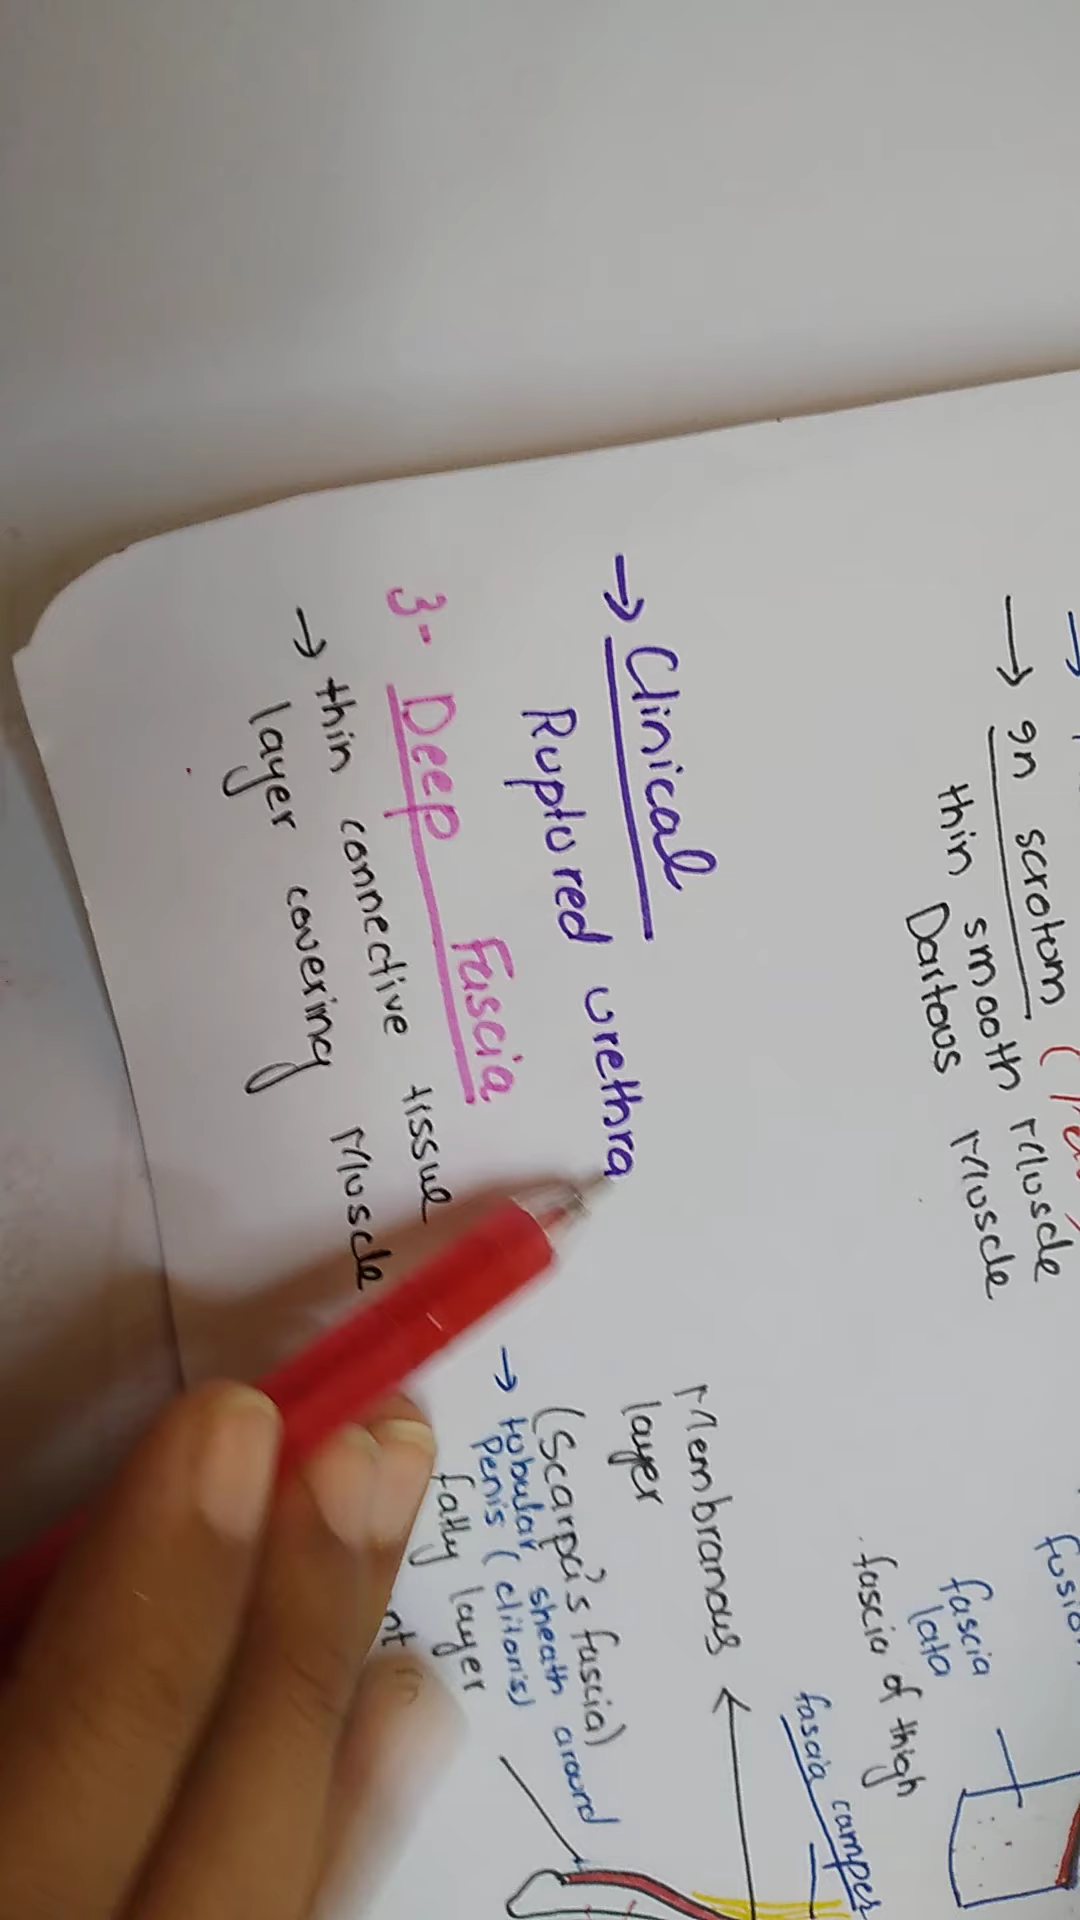 → In scrotum
thin smooth Muscle
Dartous Muscle
→ Clinical
Ruptured urethra
3- Deep Fascia
→ thin connective tissue
layer covering Muscle
fascia
lata
fascia of thigh
fascia camper
Membranous
layer
(Scarpa's fascia)
→ tubular sheath around
penis (clitoris)
fatty layer